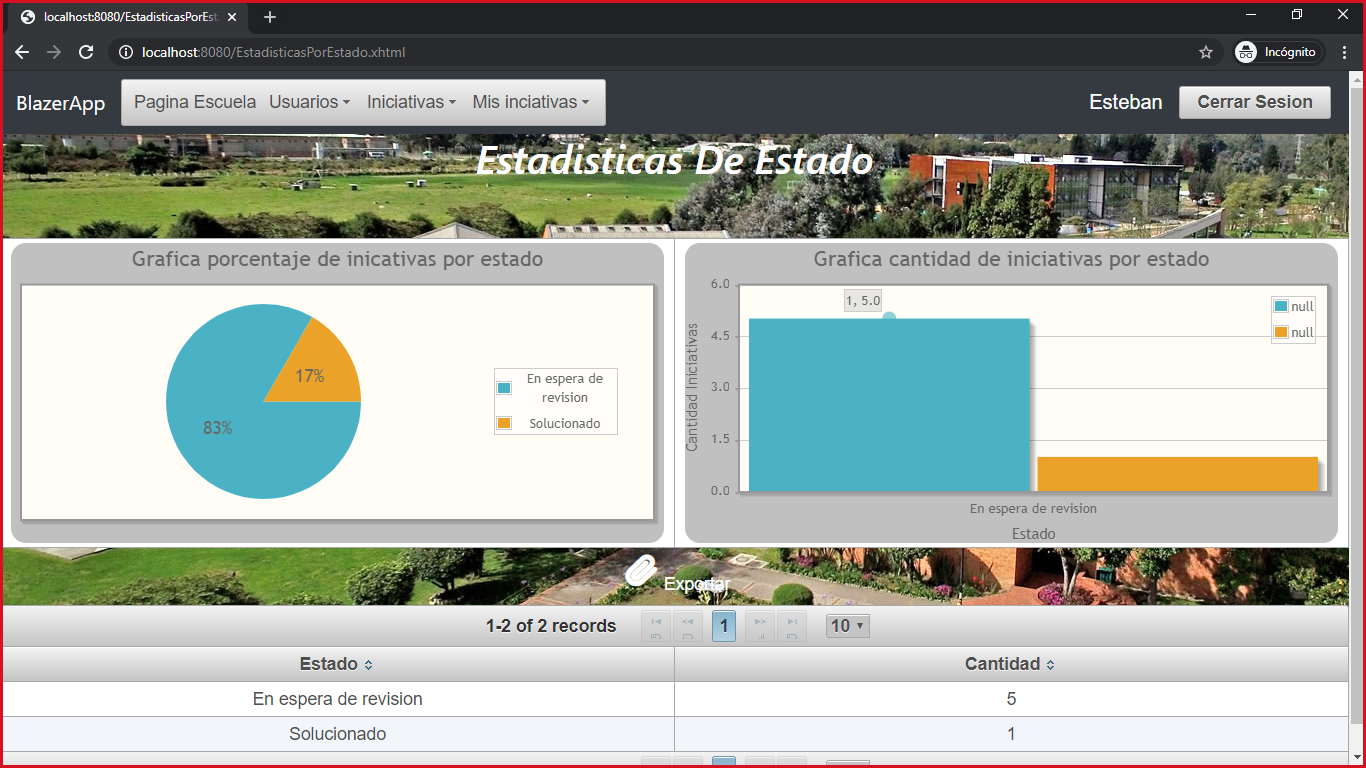 localhost:8080/EstadisticasPorEst
localhost:8080/EstadisticasPorEstado.xhtml
Incógnito
BlazerApp
Pagina Escuela Usuarios Iniciativas Mis inciativas
Esteban
Cerrar Sesion
Estadisticas De Estado
Grafica porcentaje de inicativas por estado
17%
83%
En espera de
revision
Solucionado
Grafica cantidad de iniciativas por estado
Cantidad Iniciativas
6.0
4.5
3.0
1.5
0.0
1, 5.0
null
null
En espera de revision
Estado
Exportar
1-2 of 2 records
1
10
Estado Cantidad
En espera de revision 5
Solucionado 1